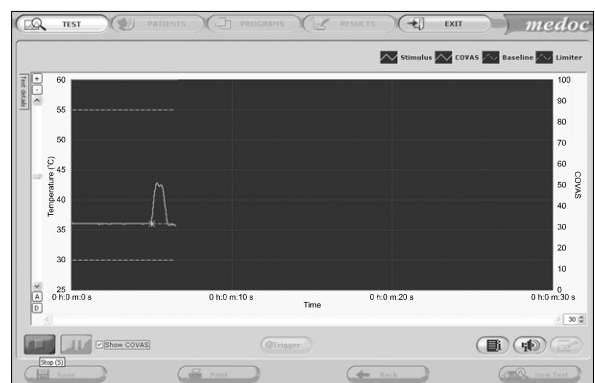 TEST PATIENTS PROGRAMS RESULTS EXIT medoc
Stimulus COVAS Baseline Limiter
Test details
+
-
60
55
50
45
40
35
30
25
Temperature (°C)
100
90
80
70
60
50
40
30
20
10
0
COVAS
A
D
0 h:0 m:0 s 0 h:0 m:10 s 0 h:0 m:20 s 0 h:0 m:30 s
Time
30
Show COVAS Trigger
Stop (S)
Save Print Back New Test